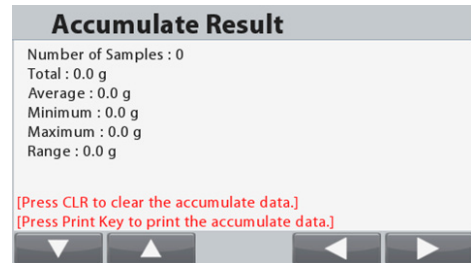 Accumulate Result
Number of Samples : 0
Total : 0.0 g
Average : 0.0 g
Minimum : 0.0 g
Maximum : 0.0 g
Range : 0.0 g
[Press CLR to clear the accumulate data.]
[Press Print Key to print the accumulate data.]